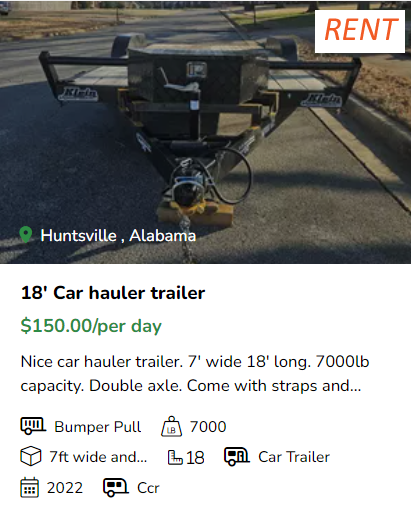 RENT
Klein
Klein
Huntsville , Alabama
18' Car hauler trailer
$150.00/per day
Nice car hauler trailer. 7' wide 18' long. 7000lb
capacity. Double axle. Come with straps and...
Bumper Pull
LB
7000
7ft wide and...
18
Car Trailer
2022
Ccr